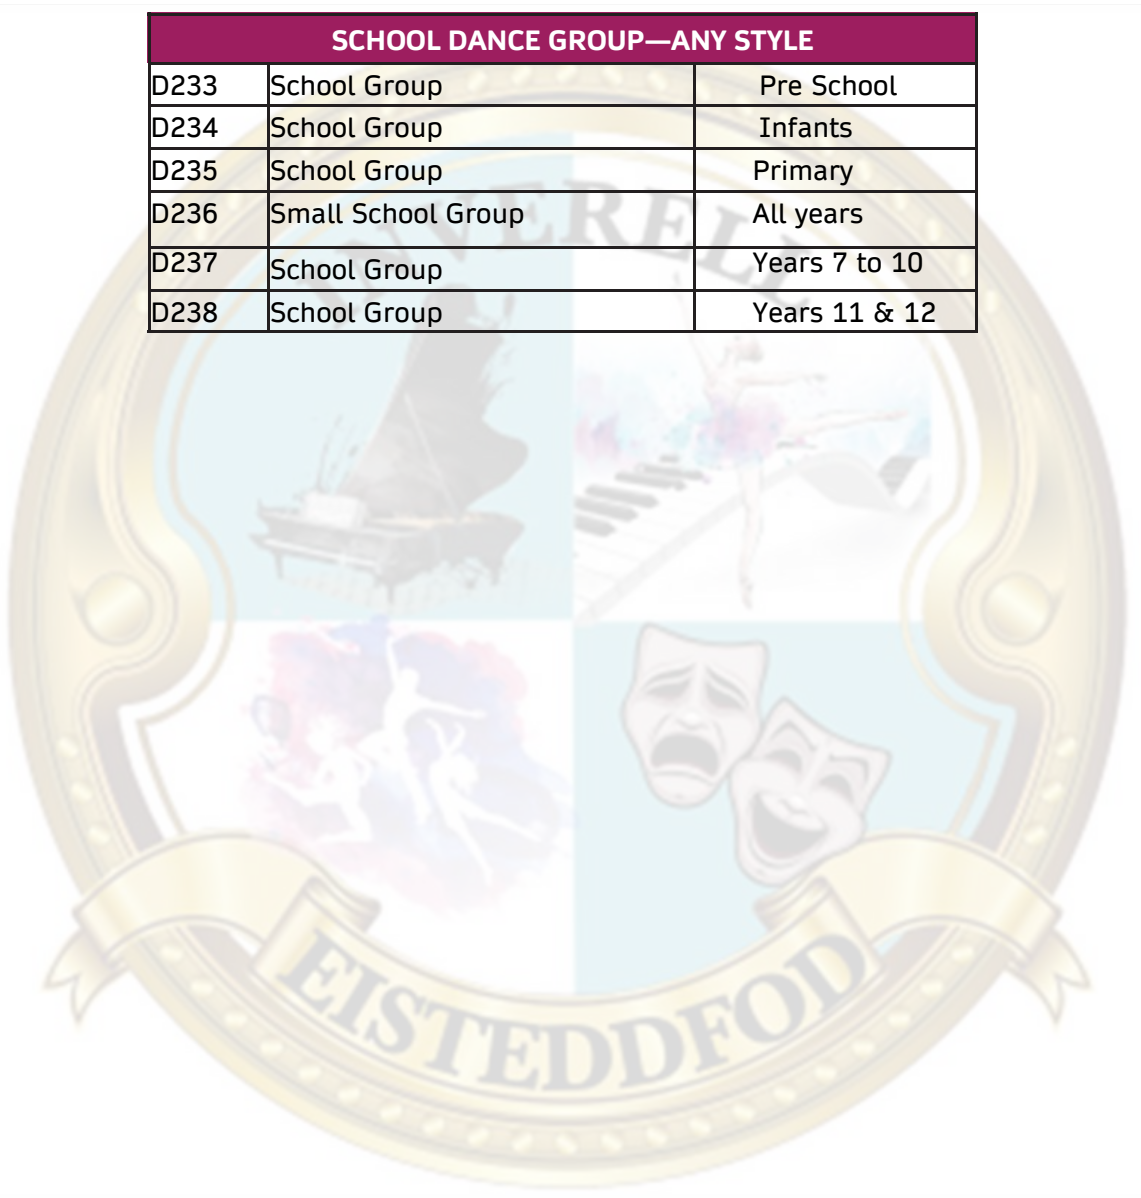 SCHOOL DANCE GROUP—ANY STYLE
D233 School Group Pre School
D234 School Group Infants
D235 School Group Primary
D236 Small School Group All years
D237 School Group Years 7 to 10
D238 School Group Years 11 & 12
INVERELL
EISTEDDFOD